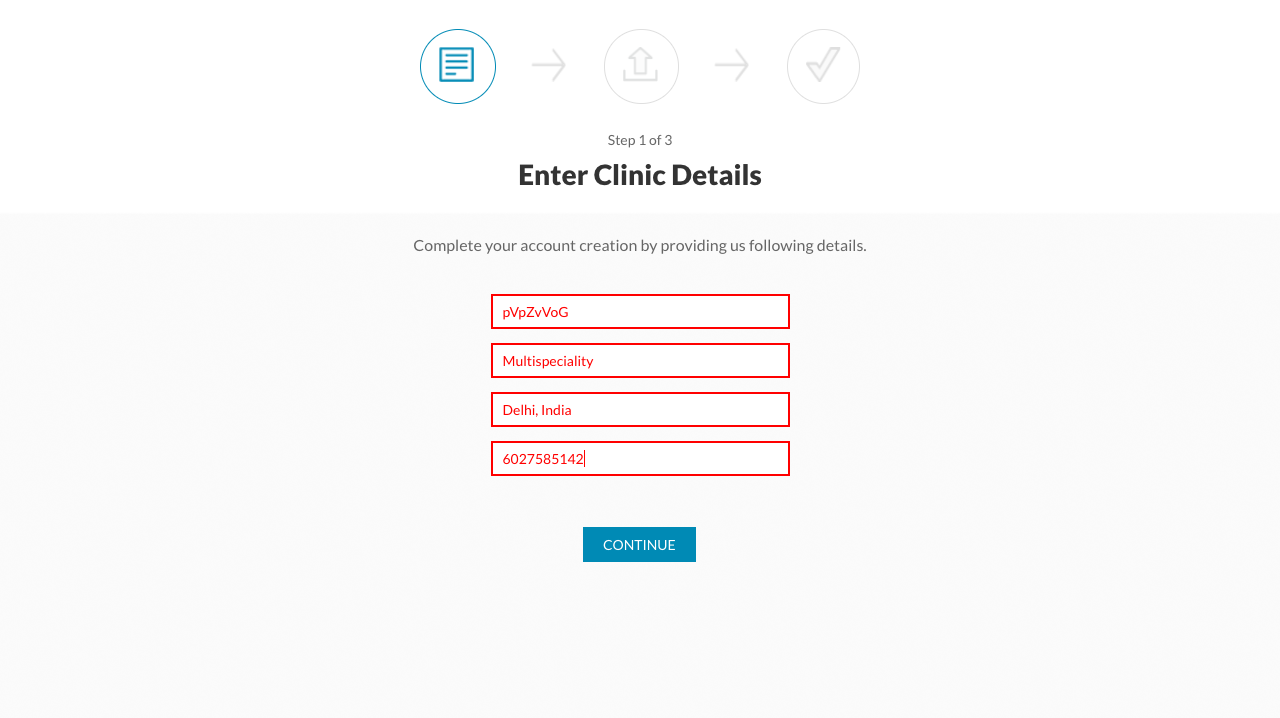 Step 1 of 3
Enter Clinic Details
Complete your account creation by providing us following details.
pVpZvVoG
Multispeciality
Delhi, India
6027585142
CONTINUE